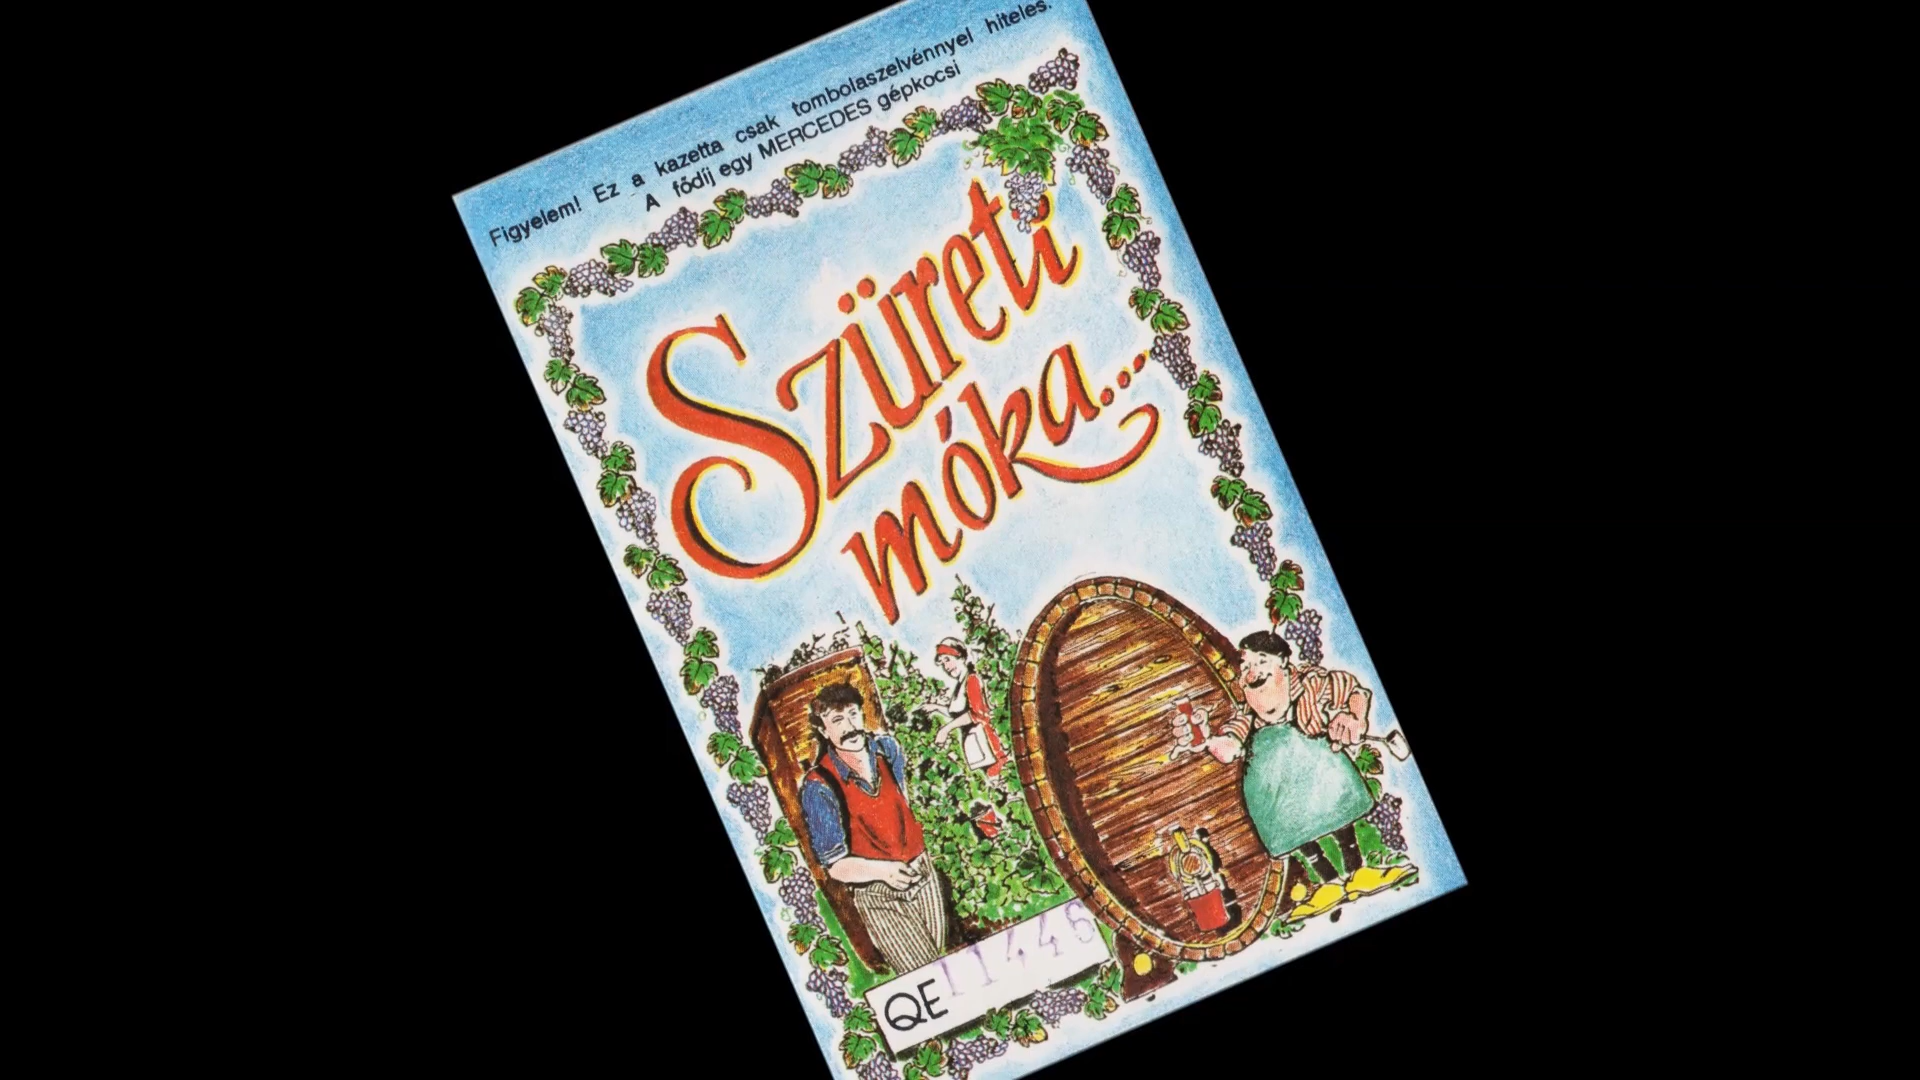 Figyelem! Ez a kazetta csak tombolaszelvénnyel hiteles.
A fődíj egy MERCEDES gépkocsi
Szüreti
móka...
QE 11446